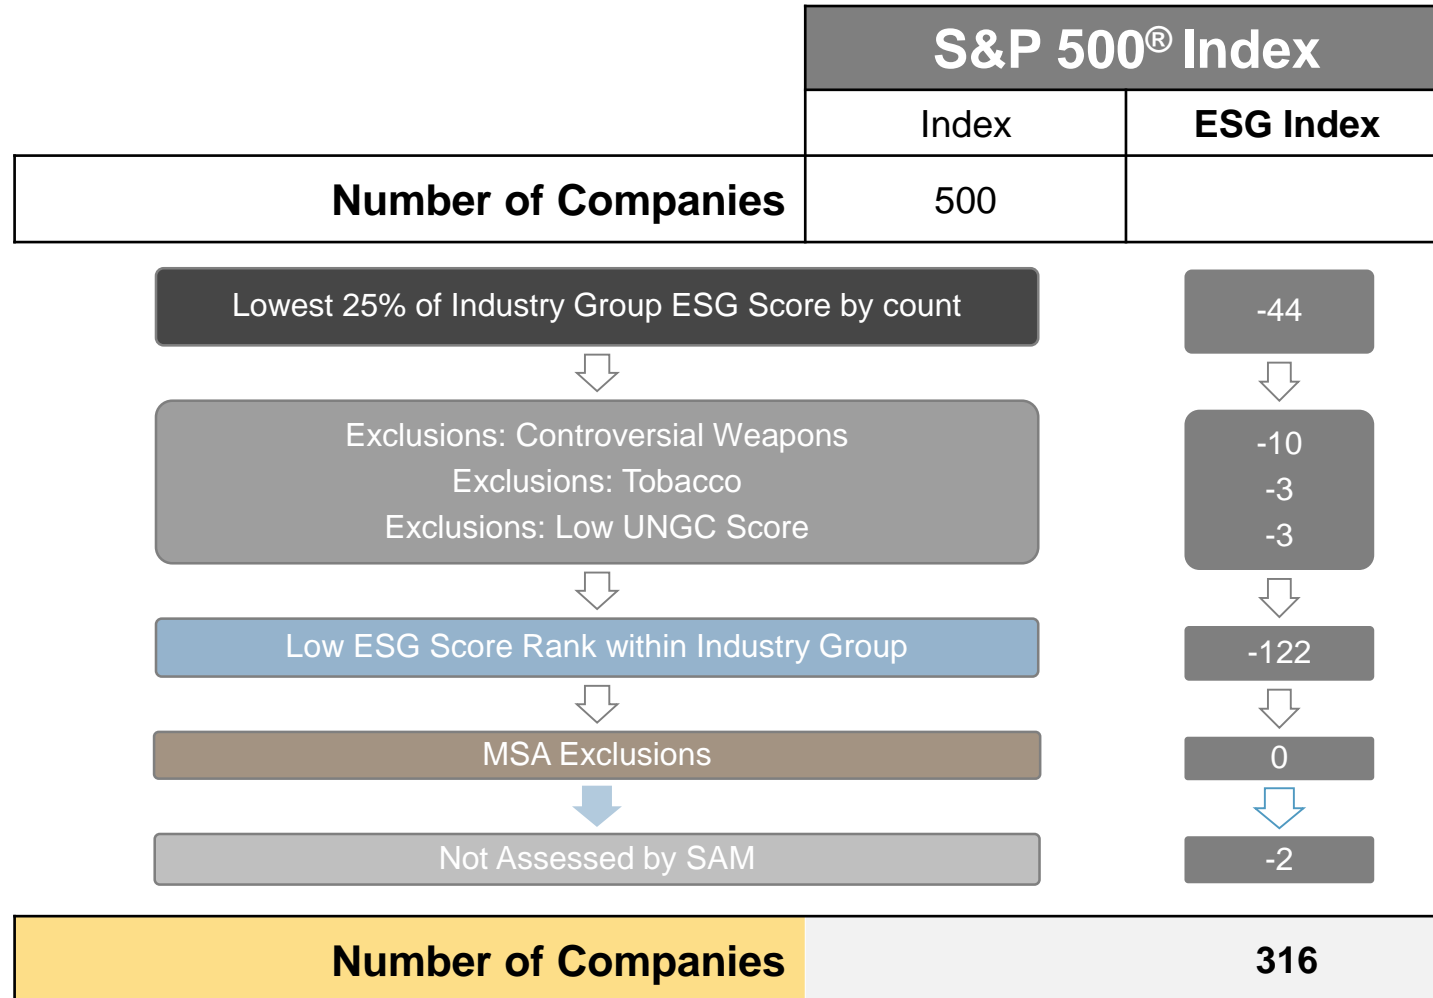 S&P 500® Index
Index
ESG Index
Number of Companies
500
Lowest 25% of Industry Group ESG Score by count
-44
Exclusions: Controversial Weapons
-10
Exclusions: Tobacco
-3
Exclusions: Low UNGC Score
-3
Low ESG Score Rank within Industry Group
-122
MSA Exclusions
0
Not Assessed by SAM
-2
Number of Companies
316